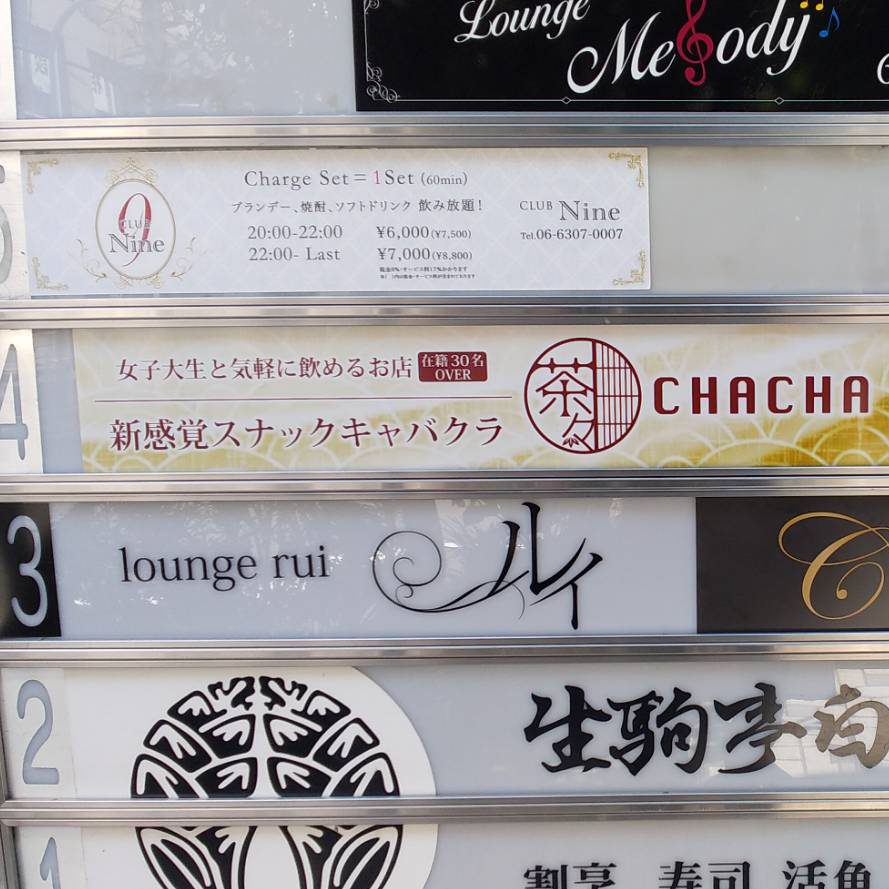 Lounge
Melody
5
9
CLUB
Nine
Charge Set = 1Set (60min)
ブランデー、焼酎、ソフトドリンク 飲み放題!
20:00-22:00 ¥6,000(¥7,500)
22:00- Last ¥7,000(¥8,800)
CLUB Nine
Tel.06-6307-0007
4
女子大生と気軽に飲めるお店
在籍30名
OVER
新感覚スナックキャバクラ
茶々
CHACHA
3
lounge rui
ルイ
C
2
生駒亭白
1
割烹 寿司 活魚